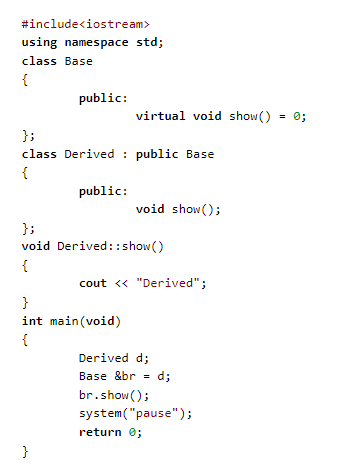 #include<iostream>
using namespace std;
class Base
{
        public:
                virtual void show() = 0;
};
class Derived : public Base
{
        public:
                void show();
};
void Derived::show()
{
        cout << "Derived";
}
int main(void)
{
        Derived d;
        Base &br = d;
        br.show();
        system("pause");
        return 0;
}